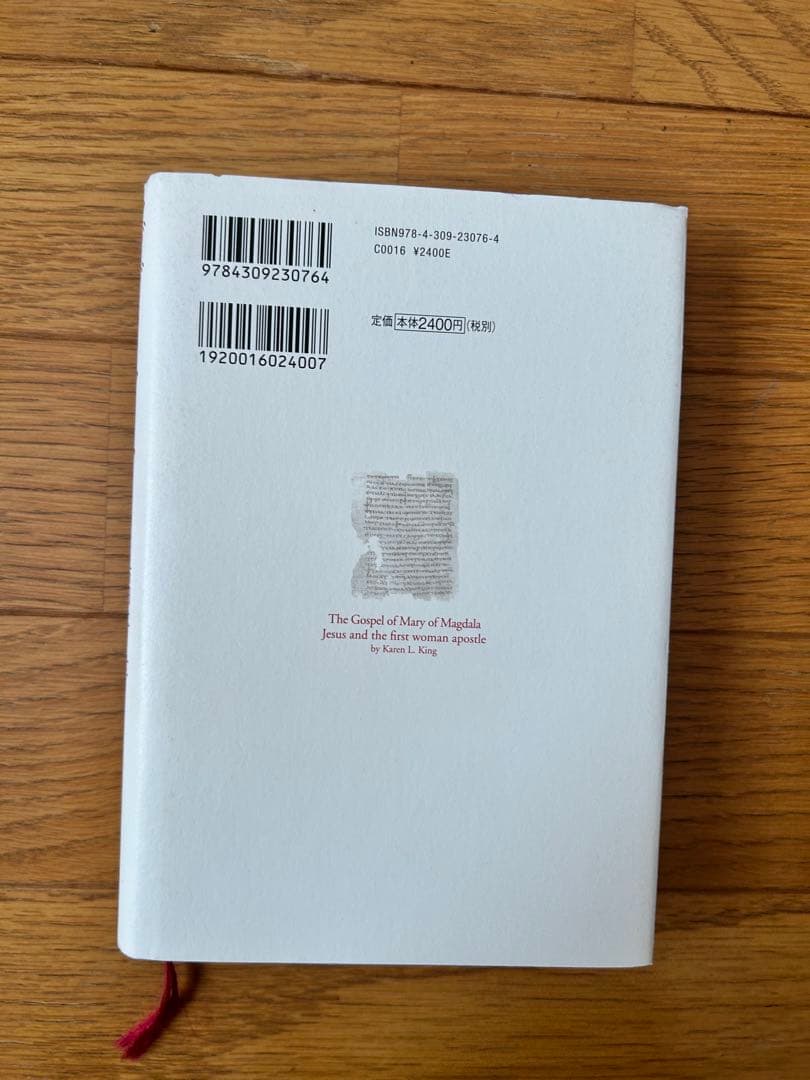 ISBN978-4-309-23076-4
C0016 ¥2400E
9784309230764
定価 本体2400円(税別)
1920016024007
The Gospel of Mary of Magdala
Jesus and the first woman apostle
by Karen L. King